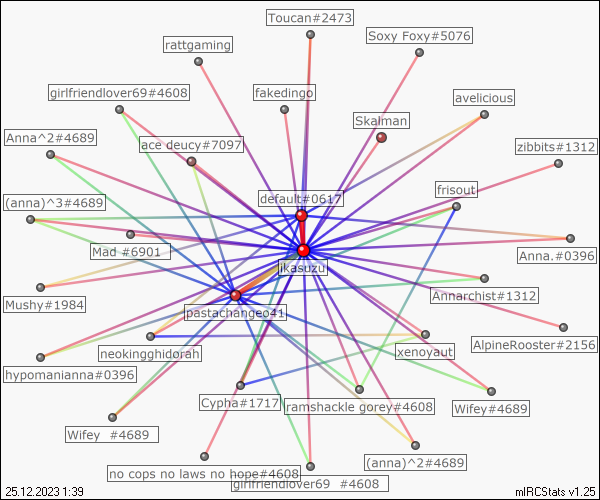 Toucan#2473
Soxy Foxy#5076
rattgaming
girlfriendlover69#4608
fakedingo
avelicious
Skalman
Anna^2#4689
ace deucy#7097
zibbits#1312
default#0617
frisout
(anna)^3#4689
Mad #6901
Anna.#0396
ikasuzu
Annarchist#1312
Mushy#1984
pastachangeo41
AlpineRooster#2156
neokingghidorah
xenoyaut
hypomanianna#0396
Cypha#1717
ramshackle gorey#4608
Wifey#4689
Wifey #4689
(anna)^2#4689
no cops no laws no hope#4608
girlfriendlover69 #4608
25.12.2023 1:39
mIRCStats v1.25